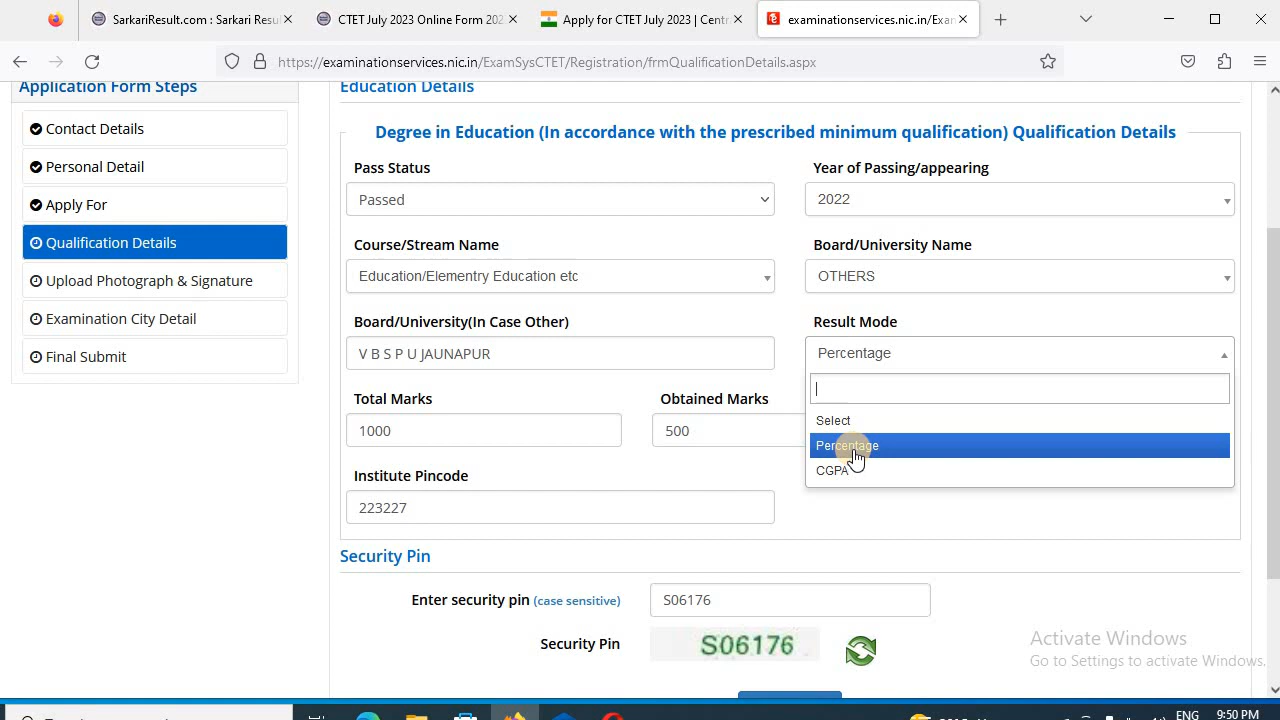 SarkariResult.com : Sarkari Resu
CTET July 2023 Online Form 202
Apply for CTET July 2023 | Centr
examinationservices.nic.in/Exam
https://examinationservices.nic.in/ExamSysCTET/Registration/frmQualificationDetails.aspx
Application Form Steps
Contact Details
Personal Detail
Apply For
Qualification Details
Upload Photograph & Signature
Examination City Detail
Final Submit
Education Details
Degree in Education (In accordance with the prescribed minimum qualification) Qualification Details
Pass Status
Year of Passing/appearing
Passed
2022
Course/Stream Name
Board/University Name
Education/Elementry Education etc
OTHERS
Board/University(In Case Other)
Result Mode
V B S P U JAUNAPUR
Percentage
Total Marks
Obtained Marks
1000
500
Select
Percentage
CGPA
Institute Pincode
223227
Security Pin
Enter security pin (case sensitive)
S06176
Security Pin
S06176
Activate Windows
Go to Settings to activate Windows.
ENG
9:50 PM